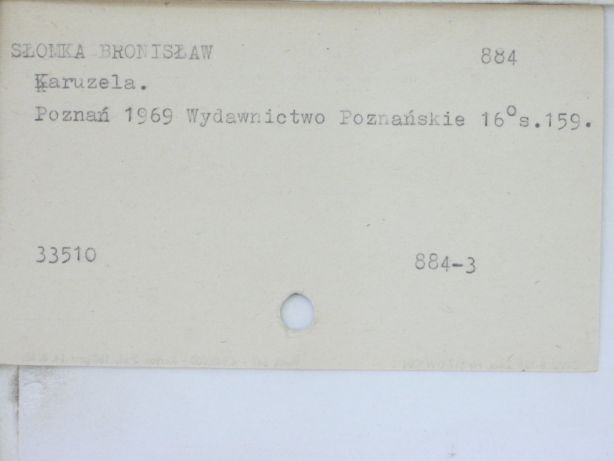 SŁOMKA BRONISŁAW 884
Karuzela.
Poznań 1969 Wydawnictwo Poznańskie 16° s.159.
33510 884-3